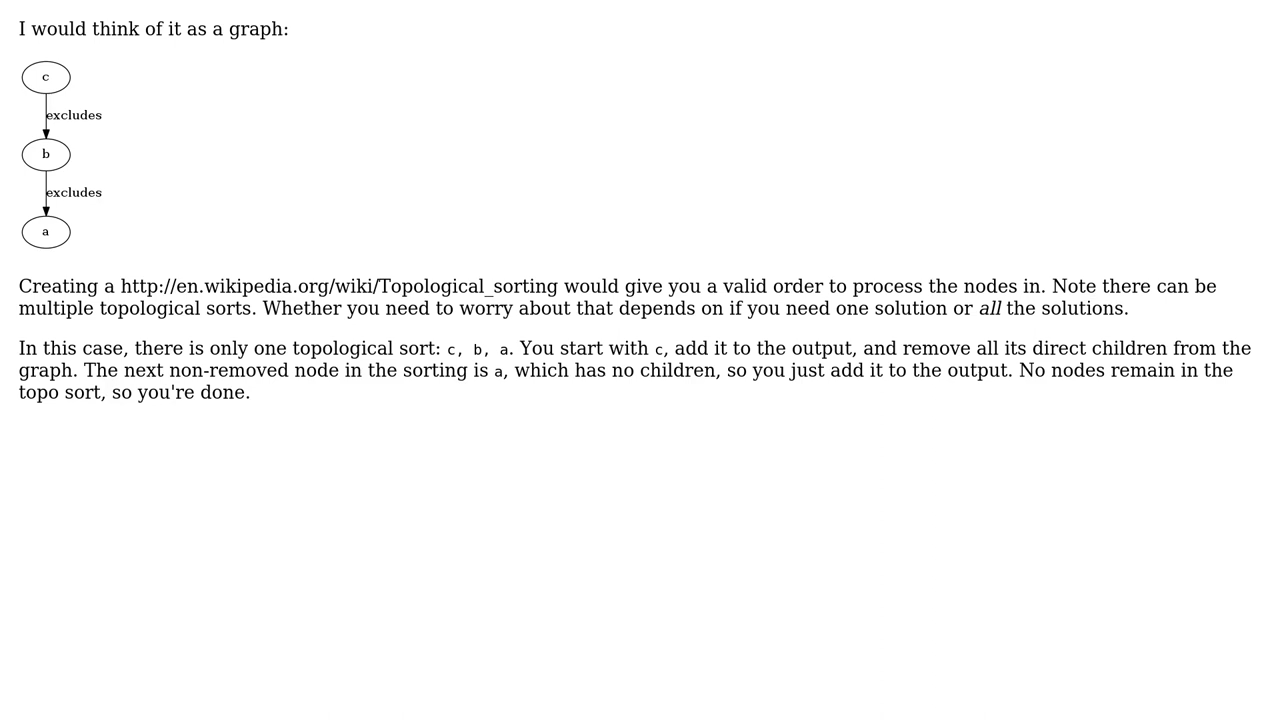 I would think of it as a graph:
c
excludes
b
excludes
a
Creating a http://en.wikipedia.org/wiki/Topological_sorting would give you a valid order to process the nodes in. Note there can be
multiple topological sorts. Whether you need to worry about that depends on if you need one solution or all the solutions.
In this case, there is only one topological sort: c, b, a. You start with c, add it to the output, and remove all its direct children from the
graph. The next non-removed node in the sorting is a, which has no children, so you just add it to the output. No nodes remain in the
topo sort, so you're done.